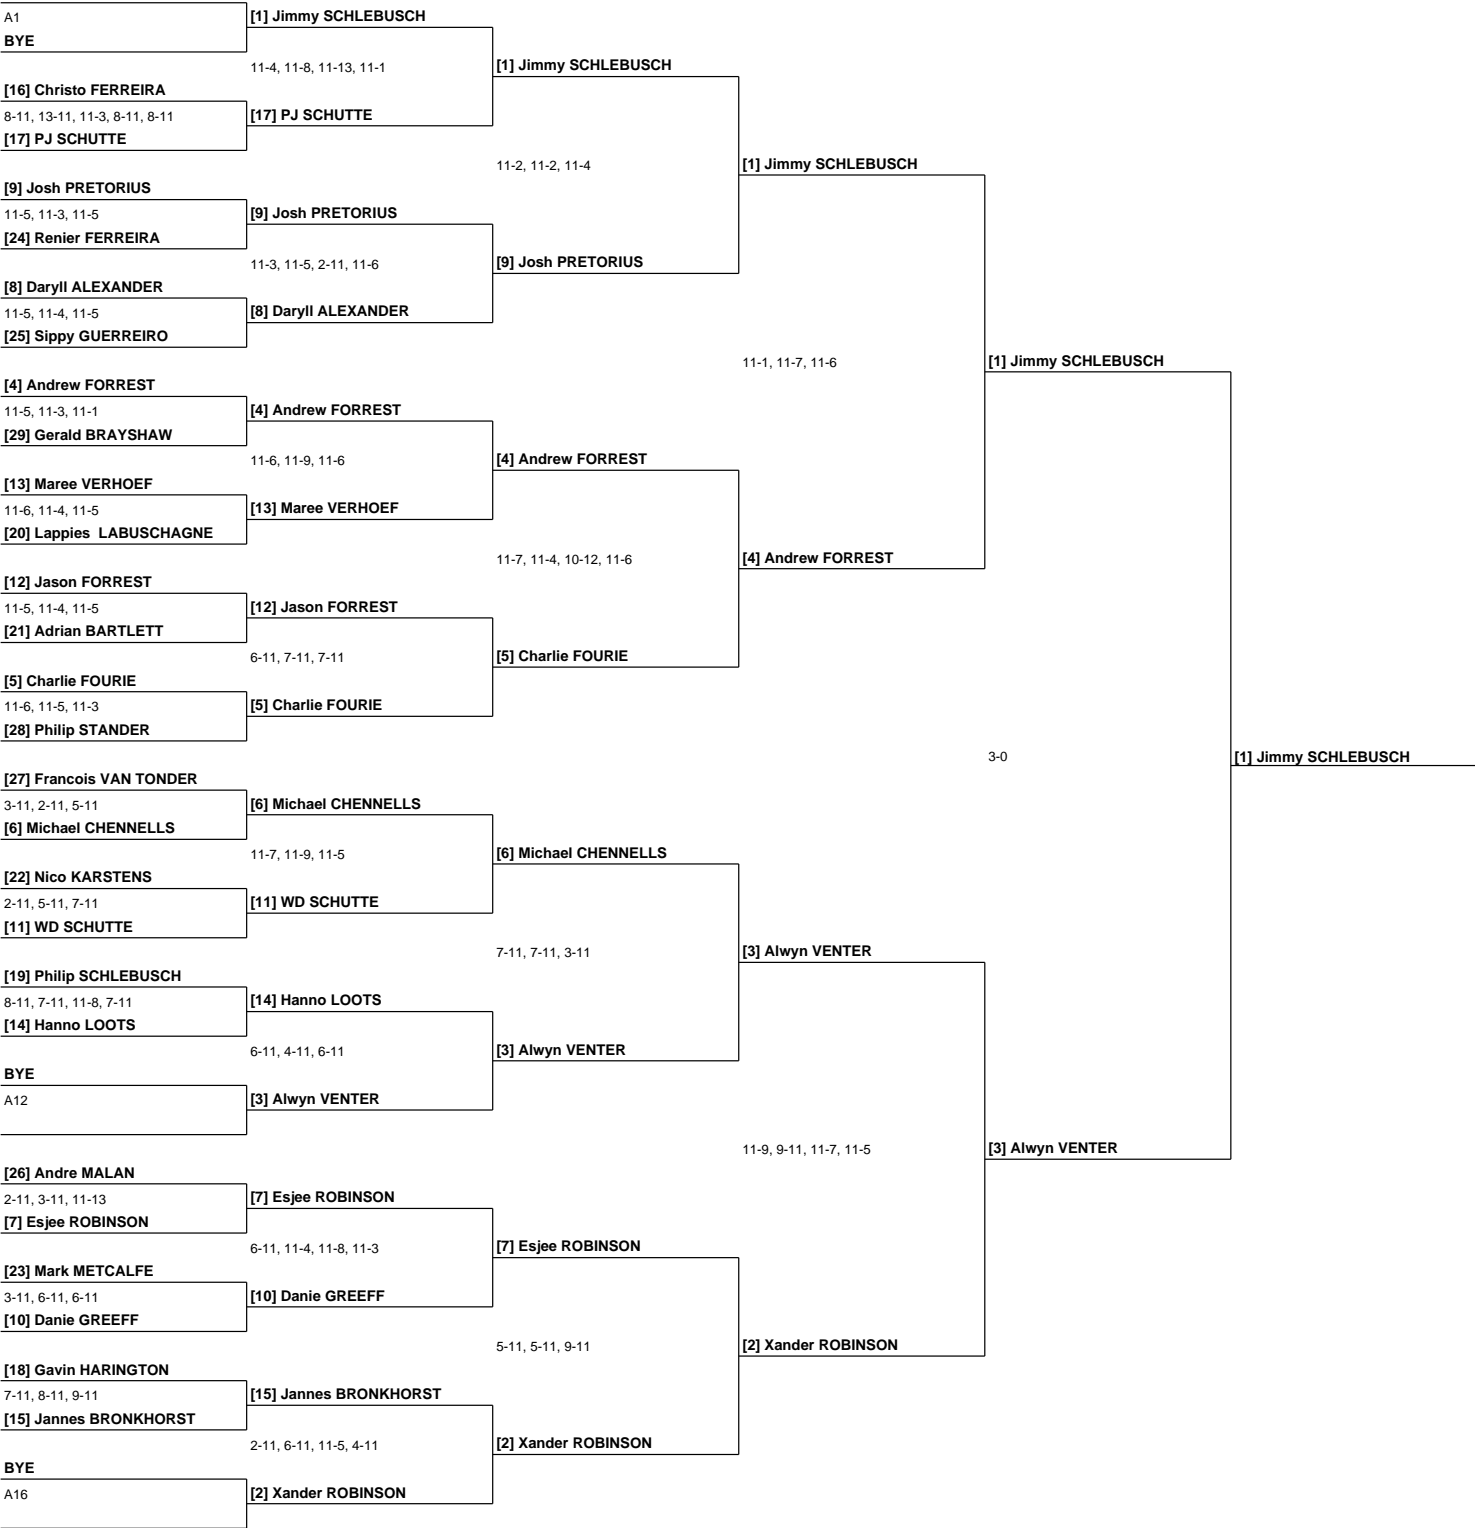 A1
BYE
[16] Christo FERREIRA
8-11, 13-11, 11-3, 8-11, 8-11
[17] PJ SCHUTTE
[9] Josh PRETORIUS
11-5, 11-3, 11-5
[24] Renier FERREIRA
[8] Daryll ALEXANDER
11-5, 11-4, 11-5
[25] Sippy GUERREIRO
[4] Andrew FORREST
11-5, 11-3, 11-1
[29] Gerald BRAYSHAW
[13] Maree VERHOEF
11-6, 11-4, 11-5
[20] Lappies LABUSCHAGNE
[12] Jason FORREST
11-5, 11-4, 11-5
[21] Adrian BARTLETT
[5] Charlie FOURIE
11-6, 11-5, 11-3
[28] Philip STANDER
[27] Francois VAN TONDER
3-11, 2-11, 5-11
[6] Michael CHENNELLS
[22] Nico KARSTENS
2-11, 5-11, 7-11
[11] WD SCHUTTE
[19] Philip SCHLEBUSCH
8-11, 7-11, 11-8, 7-11
[14] Hanno LOOTS
BYE
A12
[26] Andre MALAN
2-11, 3-11, 11-13
[7] Esjee ROBINSON
[23] Mark METCALFE
3-11, 6-11, 6-11
[10] Danie GREEFF
[18] Gavin HARINGTON
7-11, 8-11, 9-11
[15] Jannes BRONKHORST
BYE
A16
[1] Jimmy SCHLEBUSCH
11-4, 11-8, 11-13, 11-1
[17] PJ SCHUTTE
[9] Josh PRETORIUS
11-3, 11-5, 2-11, 11-6
[8] Daryll ALEXANDER
[4] Andrew FORREST
11-6, 11-9, 11-6
[13] Maree VERHOEF
[12] Jason FORREST
6-11, 7-11, 7-11
[5] Charlie FOURIE
[6] Michael CHENNELLS
11-7, 11-9, 11-5
[11] WD SCHUTTE
[14] Hanno LOOTS
6-11, 4-11, 6-11
[3] Alwyn VENTER
[7] Esjee ROBINSON
6-11, 11-4, 11-8, 11-3
[10] Danie GREEFF
[15] Jannes BRONKHORST
2-11, 6-11, 11-5, 4-11
[2] Xander ROBINSON
[1] Jimmy SCHLEBUSCH
11-2, 11-2, 11-4
[9] Josh PRETORIUS
[4] Andrew FORREST
11-7, 11-4, 10-12, 11-6
[5] Charlie FOURIE
[6] Michael CHENNELLS
7-11, 7-11, 3-11
[3] Alwyn VENTER
[7] Esjee ROBINSON
5-11, 5-11, 9-11
[2] Xander ROBINSON
[1] Jimmy SCHLEBUSCH
11-1, 11-7, 11-6
[4] Andrew FORREST
[3] Alwyn VENTER
11-9, 9-11, 11-7, 11-5
[2] Xander ROBINSON
[1] Jimmy SCHLEBUSCH
3-0
[3] Alwyn VENTER
[1] Jimmy SCHLEBUSCH